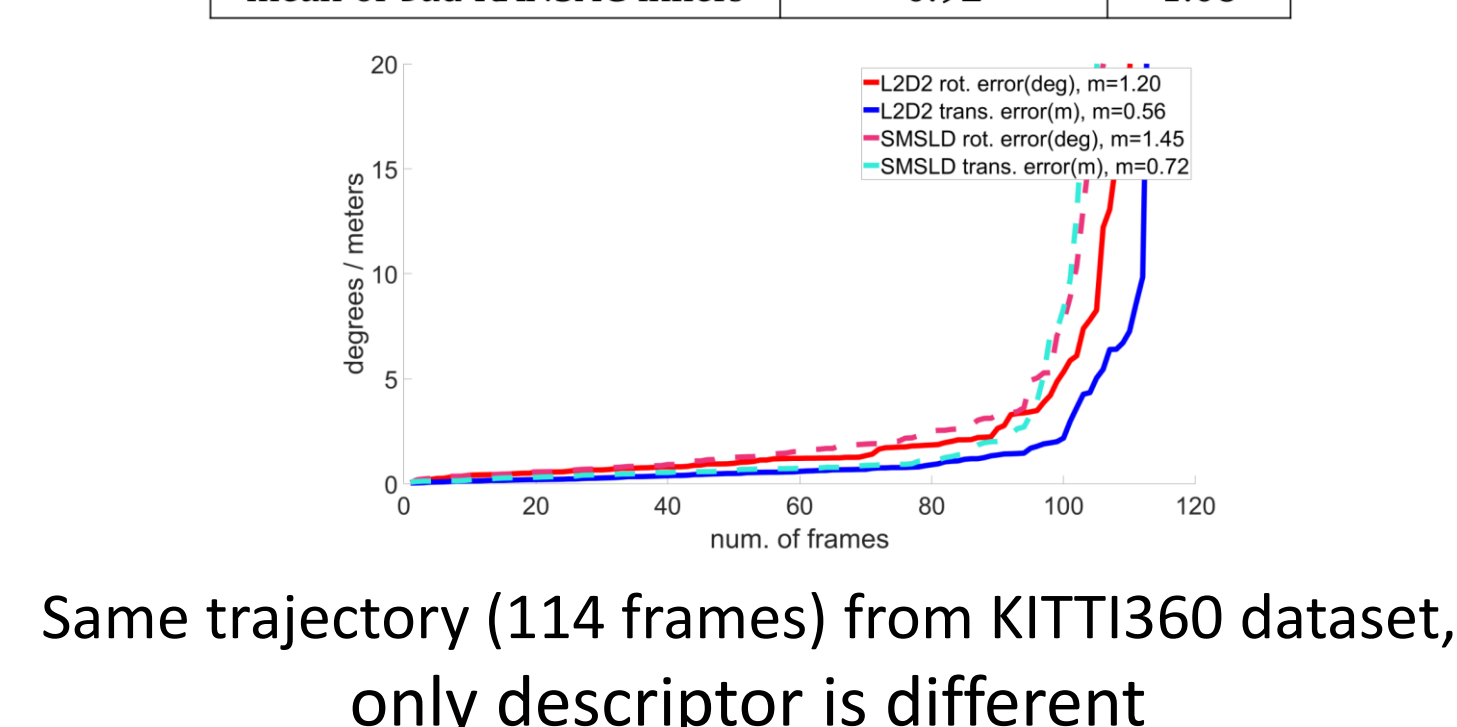 20
L2D2 rot. error(deg), m=1.20
L2D2 trans. error(m), m=0.56
SMSLD rot. error(deg), m=1.45
SMSLD trans. error(m), m=0.72
15
degrees / meters
10
5
0
0 20 40 60 80 100 120
num. of frames
Same trajectory (114 frames) from KITTI360 dataset,
only descriptor is different